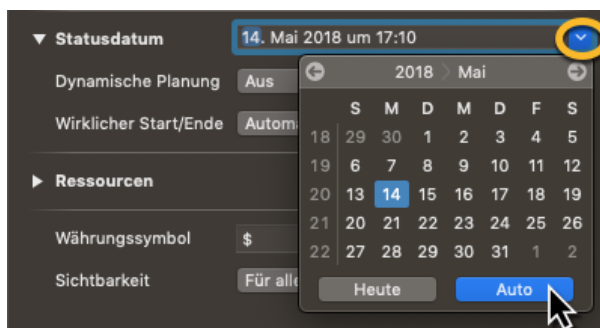 Statusdatum 14. Mai 2018 um 17:10
2018 Mai
Dynamische Planung Aus
S M D M D F S
Wirklicher Start/Ende Autom
18 29 30 1 2 3 4 5
19 6 7 8 9 10 11 12
Ressourcen
20 13 14 15 16 17 18 19
21 20 21 22 23 24 25 26
Währungssymbol $
22 27 28 29 30 31 1 2
Sichtbarkeit Für alle
Heute Auto